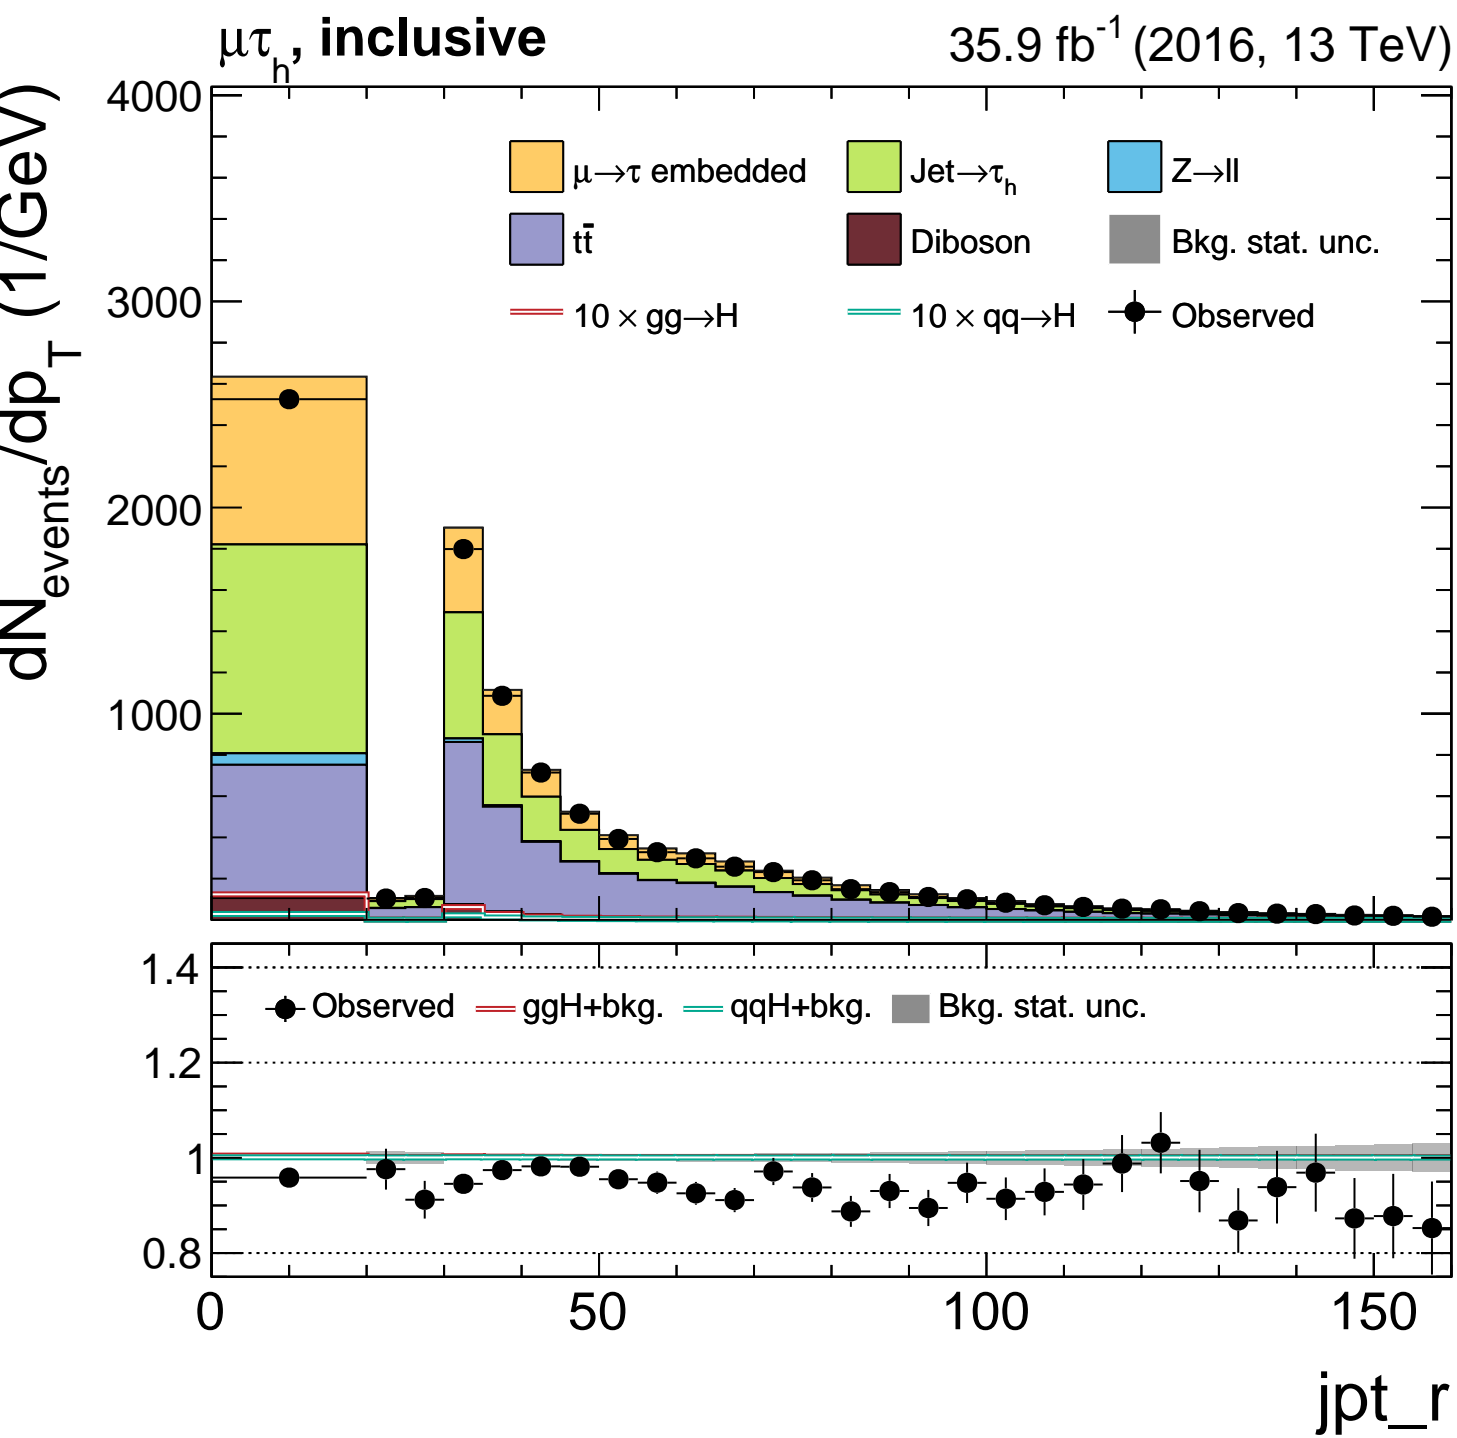 μτh, inclusive
35.9 fb-1 (2016, 13 TeV)
dNevents/dpT (1/GeV)
4000
3000
2000
1000
μ→τ embedded
Jet→τh
Z→ll
tt̄
Diboson
Bkg. stat. unc.
10 × gg→H
10 × qq→H
Observed
1.4
1.2
1
0.8
Observed
ggH+bkg.
qqH+bkg.
Bkg. stat. unc.
0
50
100
150
jpt_r